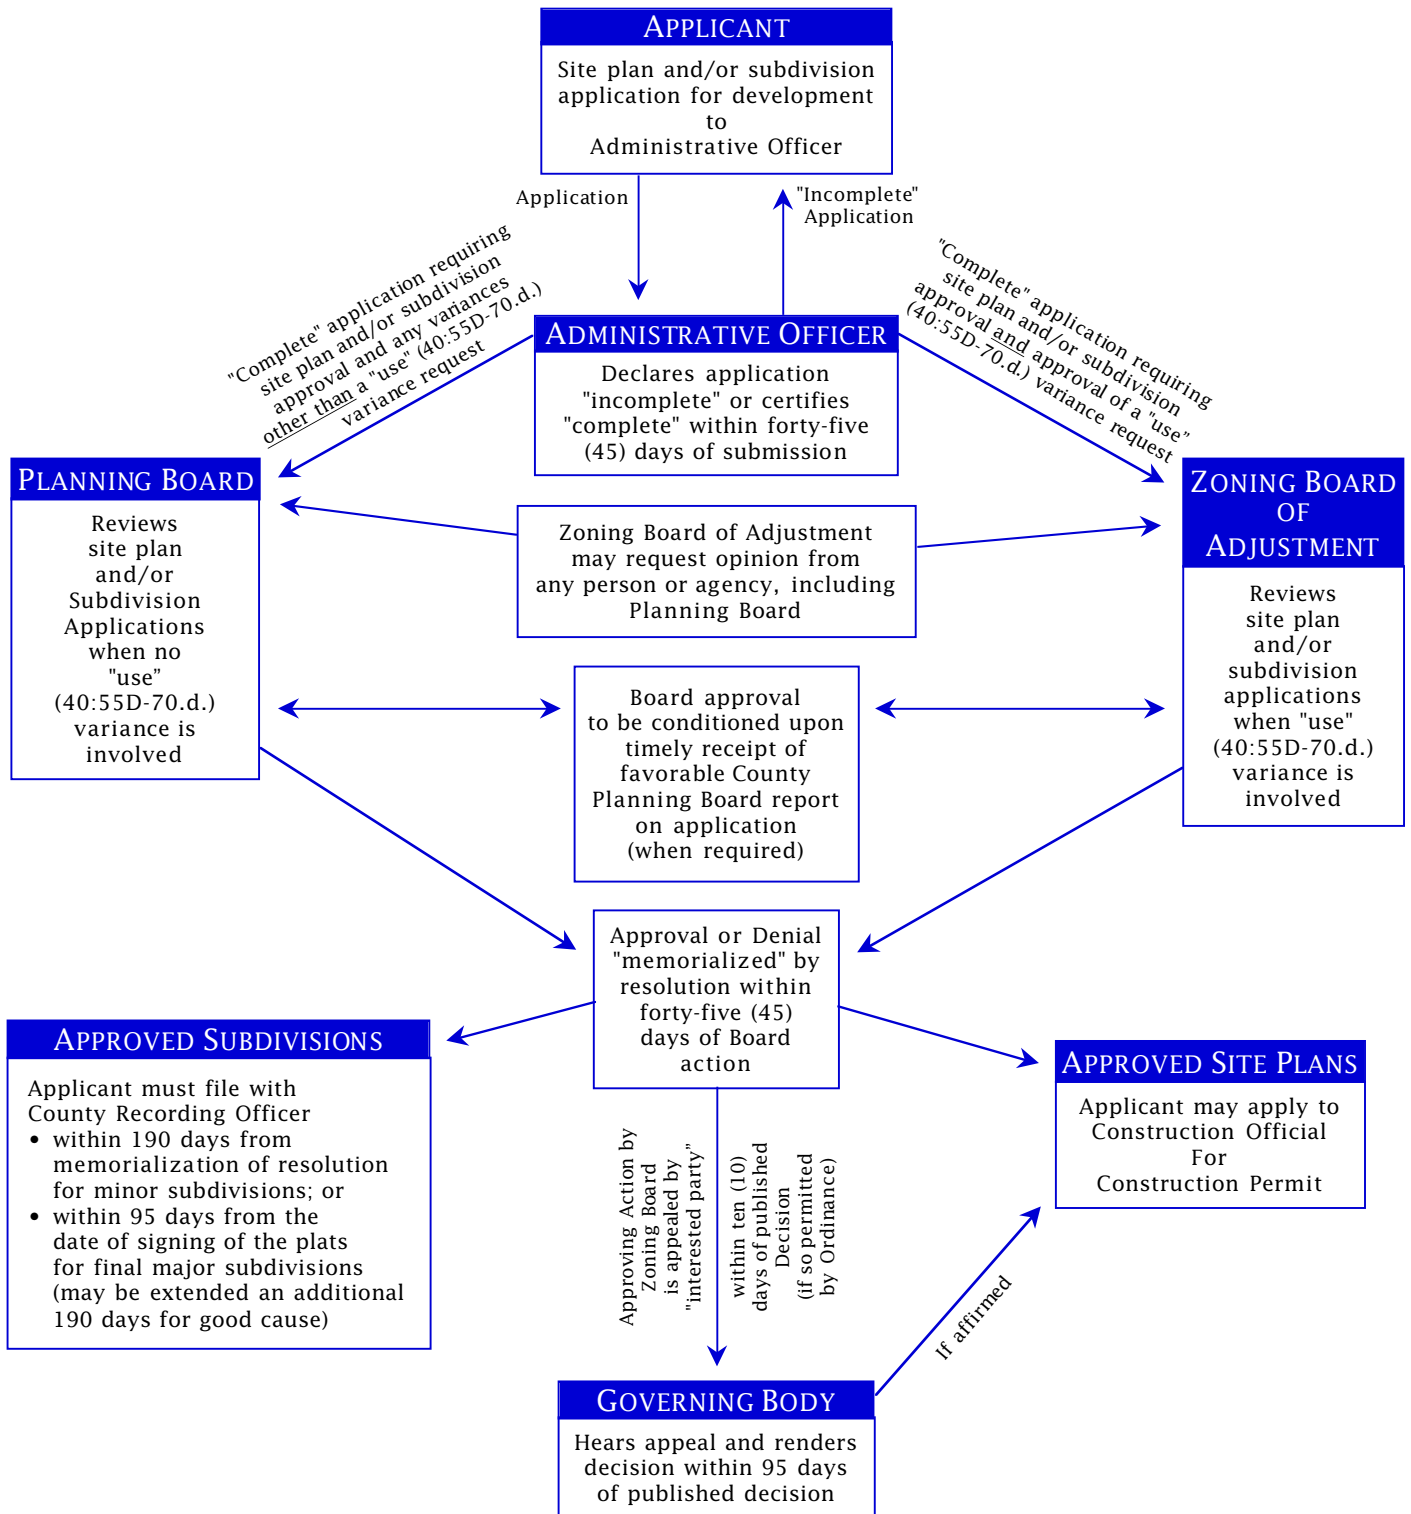 APPLICANT
Site plan and/or subdivision
application for development
to
Administrative Officer
Application
"Incomplete"
Application
"Complete" application requiring
site plan and/or subdivision
approval and any variances
other than a "use" (40:55D-70.d.)
variance request
"Complete" application requiring
site plan and/or subdivision
approval and approval of a "use"
(40:55D-70.d.) variance request
ADMINISTRATIVE OFFICER
Declares application
"incomplete" or certifies
"complete" within forty-five
(45) days of submission
PLANNING BOARD
Reviews
site plan
and/or
Subdivision
Applications
when no
"use"
(40:55D-70.d.)
variance is
involved
Zoning Board of Adjustment
may request opinion from
any person or agency, including
Planning Board
ZONING BOARD
OF
ADJUSTMENT
Reviews
site plan
and/or
subdivision
applications
when "use"
(40:55D-70.d.)
variance is
involved
Board approval
to be conditioned upon
timely receipt of
favorable County
Planning Board report
on application
(when required)
Approval or Denial
"memorialized" by
resolution within
forty-five (45)
days of Board
action
APPROVED SUBDIVISIONS
Applicant must file with
County Recording Officer
• within 190 days from
memorialization of resolution
for minor subdivisions; or
• within 95 days from the
date of signing of the plats
for final major subdivisions
(may be extended an additional
190 days for good cause)
APPROVED SITE PLANS
Applicant may apply to
Construction Official
For
Construction Permit
Approving Action by
Zoning Board
is appealed by
"interested party"
within ten (10)
days of published
Decision
(if so permitted
by Ordinance)
If affirmed
GOVERNING BODY
Hears appeal and renders
decision within 95 days
of published decision